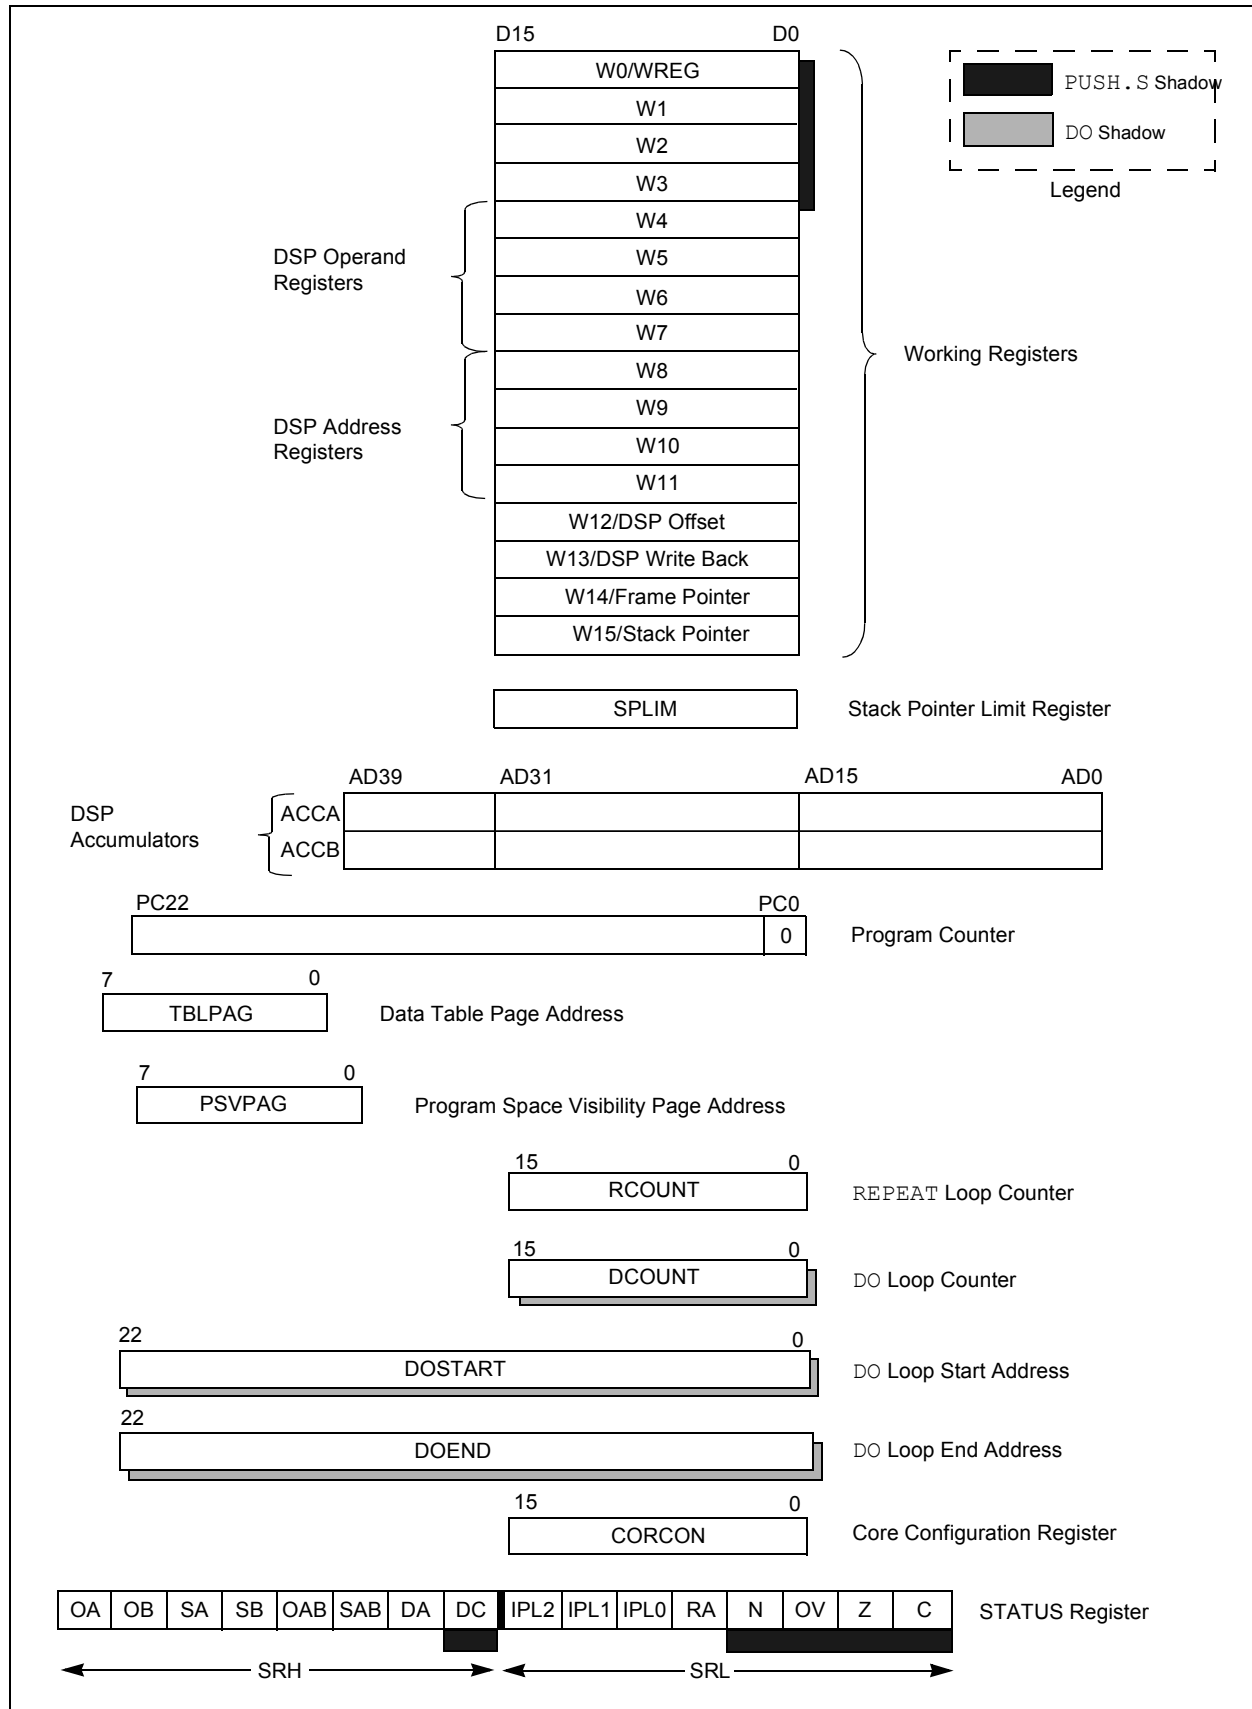 D15 D0
W0/WREG
PUSH.S Shadow
W1
DO Shadow
W2
W3
Legend
W4
DSP Operand
Registers
W5
W6
W7
Working Registers
W8
W9
DSP Address
Registers
W10
W11
W12/DSP Offset
W13/DSP Write Back
W14/Frame Pointer
W15/Stack Pointer
SPLIM Stack Pointer Limit Register
AD39 AD31 AD15 AD0
DSP
Accumulators
ACCA
ACCB
PC22 PC0
0 Program Counter
7 0
TBLPAG Data Table Page Address
7 0
PSVPAG Program Space Visibility Page Address
15 0
RCOUNT REPEAT Loop Counter
15 0
DCOUNT DO Loop Counter
22 0
DOSTART DO Loop Start Address
22
DOEND DO Loop End Address
15 0
CORCON Core Configuration Register
OA OB SA SB OAB SAB DA DC IPL2 IPL1 IPL0 RA N OV Z C STATUS Register
SRH SRL